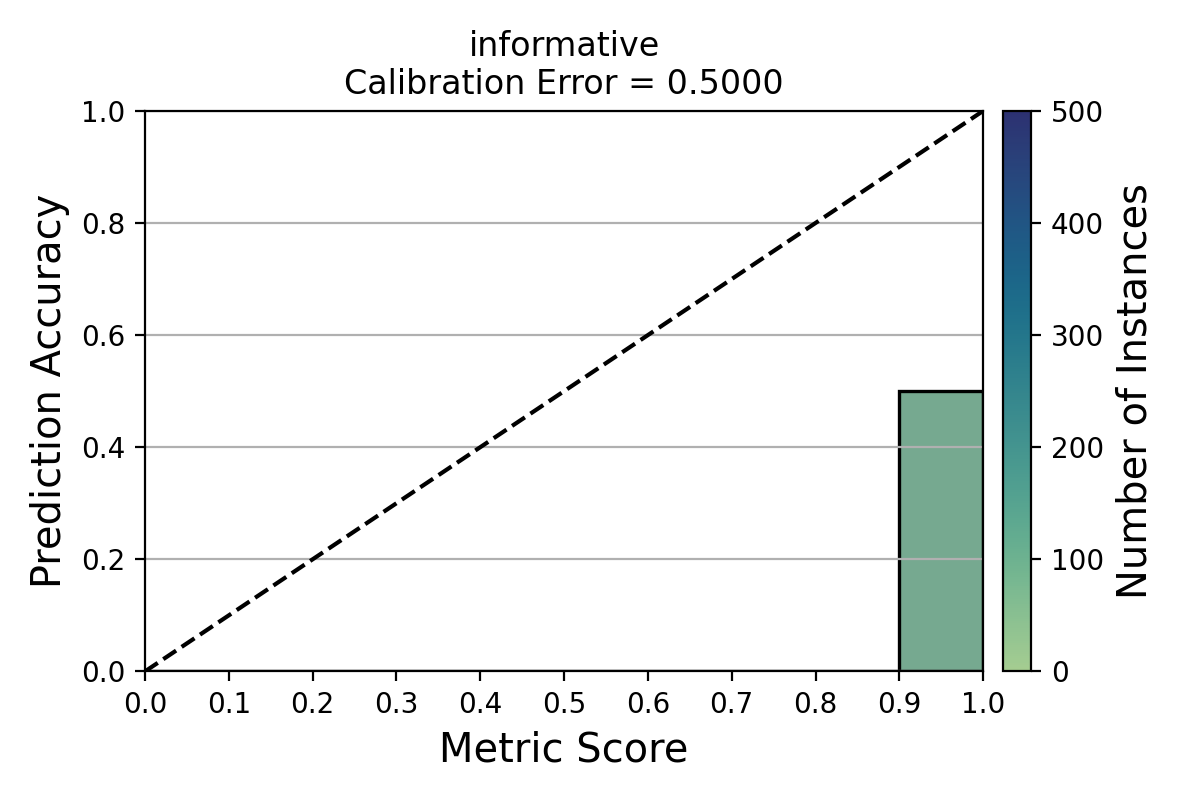 informative
Calibration Error = 0.5000
Prediction Accuracy
1.0
0.8
0.6
0.4
0.2
0.0
0.0 0.1 0.2 0.3 0.4 0.5 0.6 0.7 0.8 0.9 1.0
Metric Score
500
400
300
200
100
0
Number of Instances